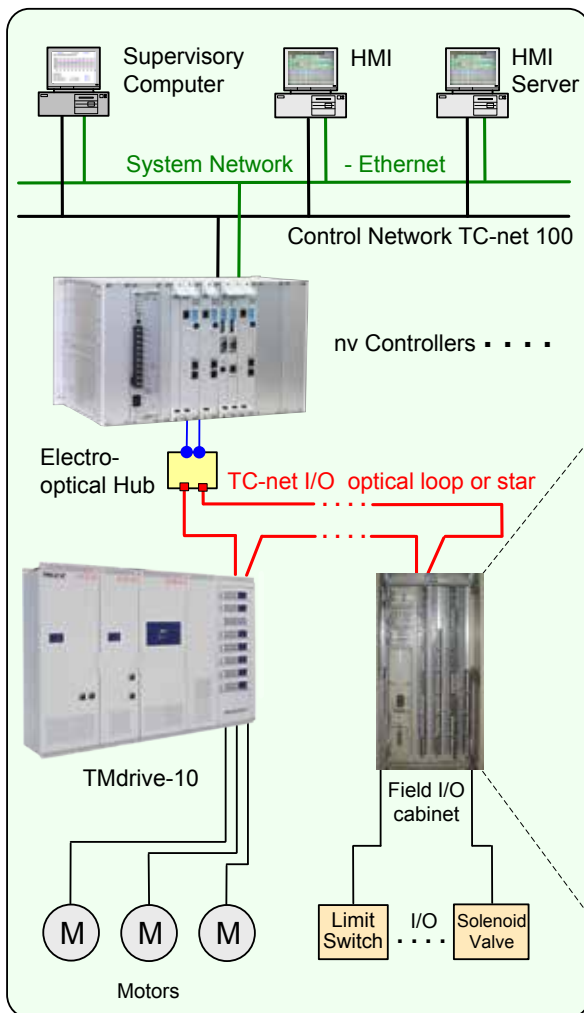 Supervisory
Computer
HMI
HMI
Server
System Network - Ethernet
Control Network TC-net 100
nv Controllers . . . .
Electro-
optical Hub
TC-net I/O optical loop or star
TMdrive-10
Field I/O
cabinet
M
M
M
Limit
Switch
I/O
. . . .
Solenoid
Valve
Motors